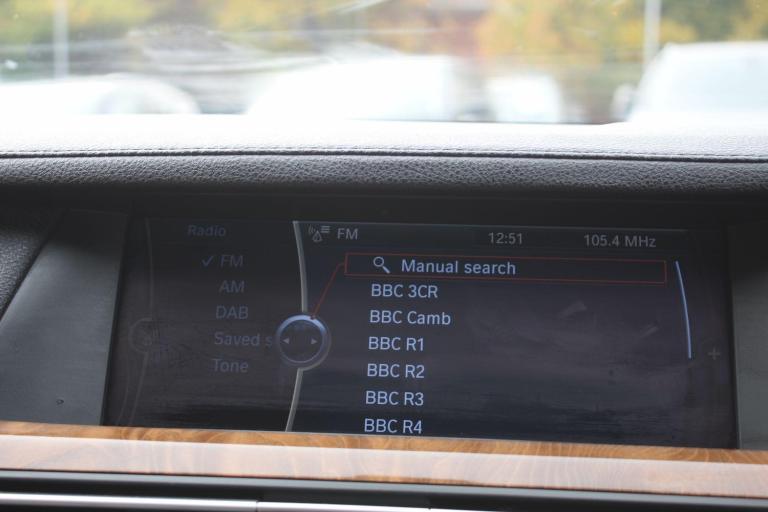 Radio
FM
AM
DAB
Saved s
Tone
FM 12:51 105.4 MHz
Manual search
BBC 3CR
BBC Camb
BBC R1
BBC R2
BBC R3
BBC R4